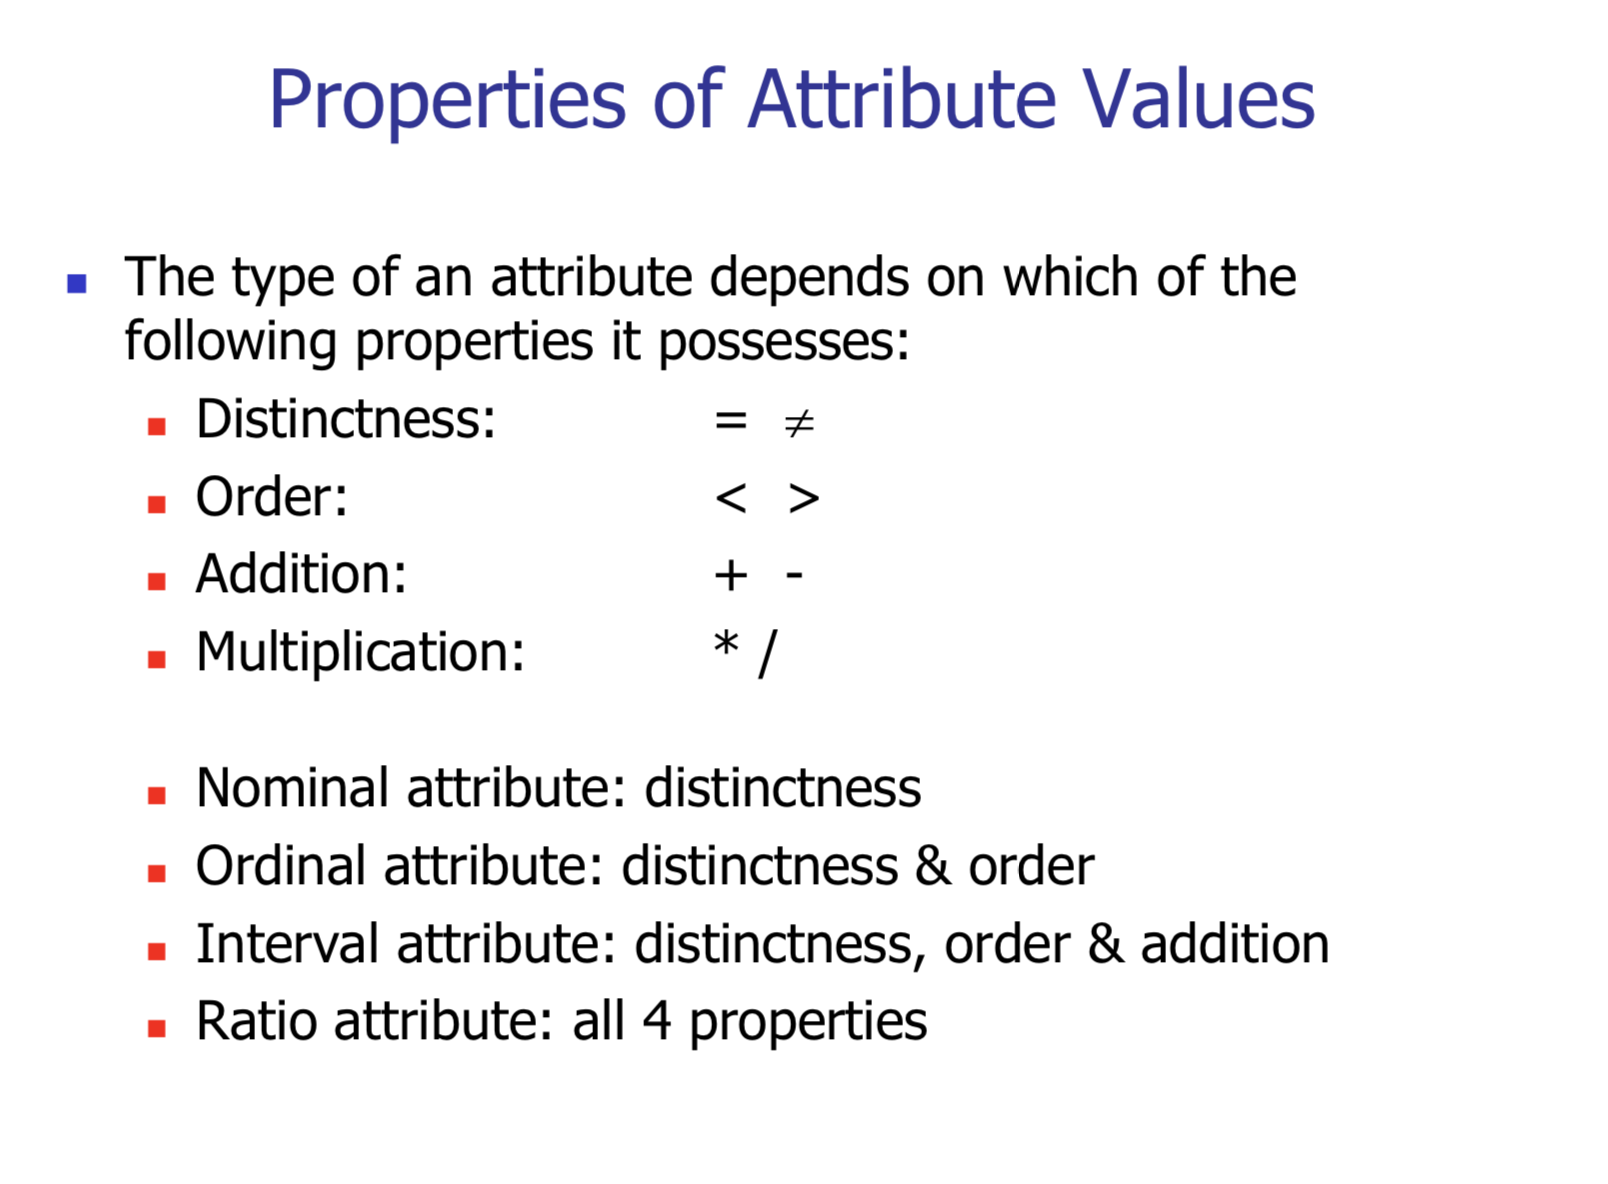 Properties of Attribute Values
The type of an attribute depends on which of the
following properties it possesses:
Distinctness: = ≠
Order: < >
Addition: + -
Multiplication: * /
Nominal attribute: distinctness
Ordinal attribute: distinctness & order
Interval attribute: distinctness, order & addition
Ratio attribute: all 4 properties